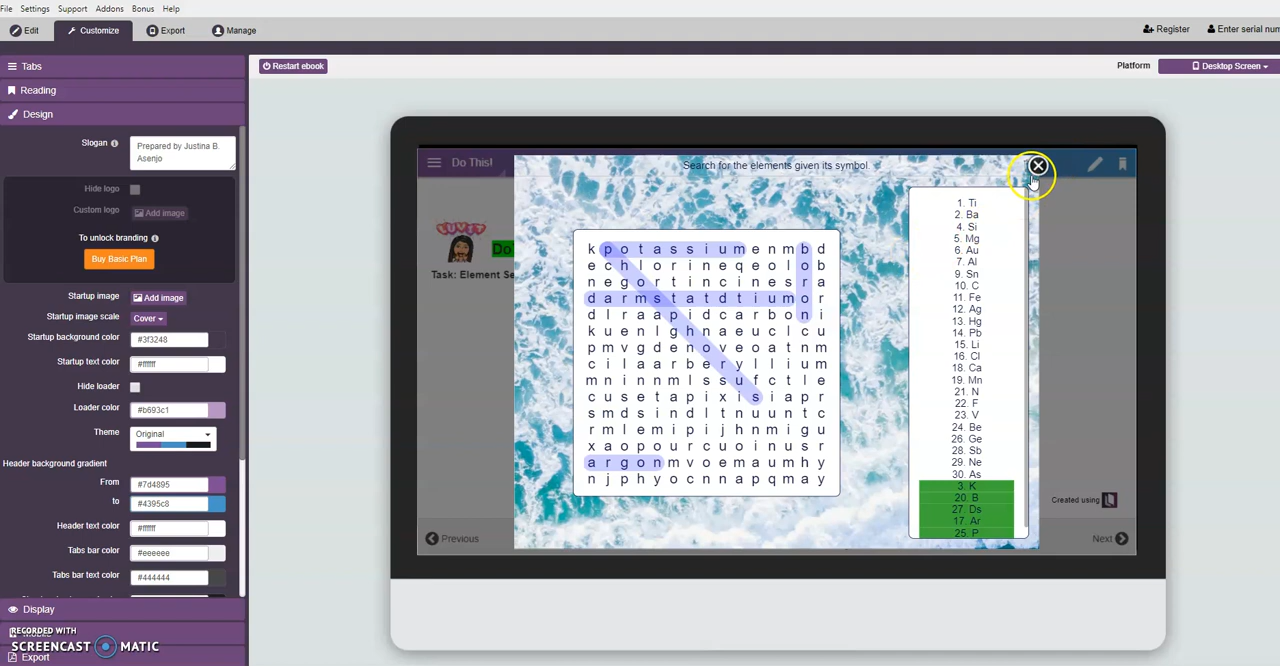 File Settings Support Addons Bonus Help
Edit Customize Export Manage
Register Enter serial num
Tabs
Restart ebook
Platform Desktop Screen
Reading
Design
Slogan
Prepared by Justina B.
Asenjo
Hide logo
Custom logo Add image
To unlock branding
Buy Basic Plan
Startup image Add image
Startup image scale Cover
Startup background color #3f3248
Startup text color #ffffff
Hide loader
Loader color #b693c1
Theme Original
Header background gradient
From #7d4895
to #4395c8
Header text color #ffffff
Tabs bar color #eeeeee
Tabs bar text color #444444
Display
Export
RECORDED WITH
SCREENCAST MATIC
Do This!
Search for the elements given its symbol.
LUVIT
Do
Task: Element Se
k p o t a s s i u m e n m b d
e c h l o r i n e q e o l o b
n e g o r t i n c i n e s r a
d a r m s t a t d t i u m o r
d l r a a p i d c a r b o n i
k u e n l g h n a e u c l c u
p m v g d e n o v e o a t n m
c i l a a r b e r y l l i u m
m n i n n m l s s u f c t l e
c u s e t a p i x i s i a p r
s m d s i n d l t n u u n t c
r m l e m i p i j h n m i g u
x a o p o u r c u o i n u s r
a r g o n m v o e m a u m h y
n j p h y o c n n a p q m a y
1. Ti
2. Ba
4. Si
5. Mg
6. Au
7. Al
9. Sn
10. C
11. Fe
12. Ag
13. Hg
14. Pb
15. Li
16. Cl
18. Ca
19. Mn
21. N
22. F
23. V
24. Be
26. Ge
28. Sb
29. Ne
30. As
3. K
20. B
27. Ds
17. Ar
25. P
Created using
Previous
Next